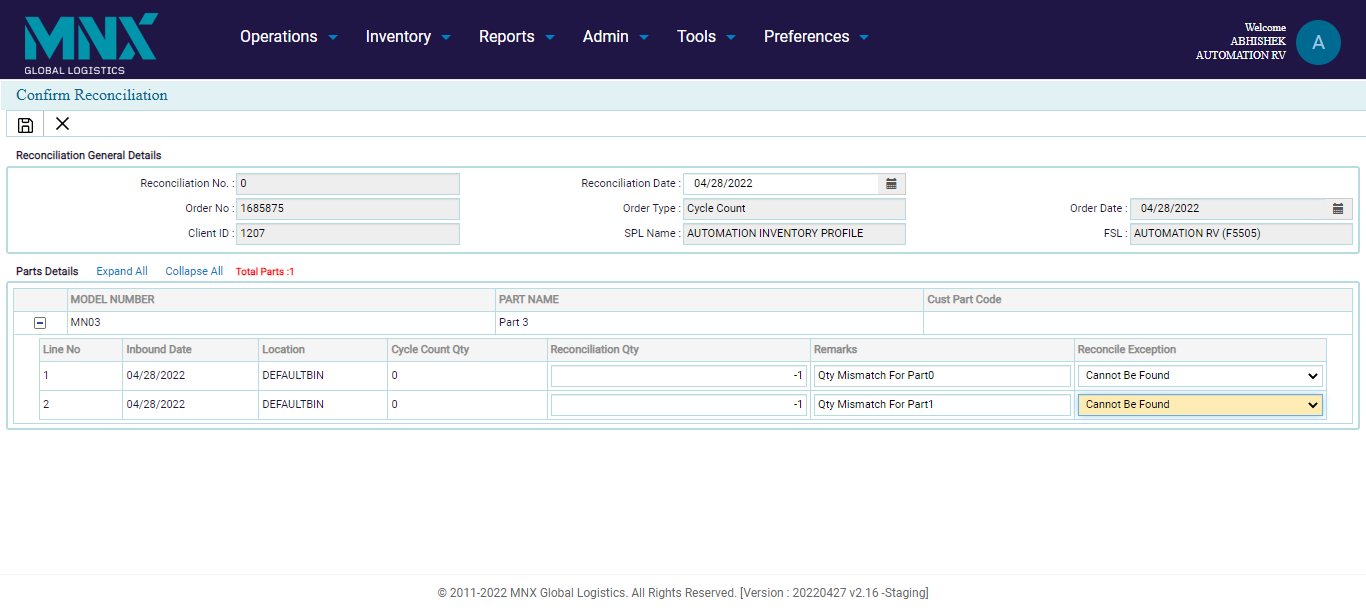 MNX
GLOBAL LOGISTICS
Operations Inventory Reports Admin Tools Preferences
Welcome
ABHISHEK
AUTOMATION RV
A
Confirm Reconciliation
Reconciliation General Details
Reconciliation No. : 0 Reconciliation Date : 04/28/2022
Order No : 1685875 Order Type : Cycle Count Order Date : 04/28/2022
Client ID : 1207 SPL Name : AUTOMATION INVENTORY PROFILE FSL : AUTOMATION RV (F5505)
Parts Details Expand All Collapse All Total Parts :1
MODEL NUMBER PART NAME Cust Part Code
MN03 Part 3
Line No Inbound Date Location Cycle Count Qty Reconciliation Qty Remarks Reconcile Exception
1 04/28/2022 DEFAULTBIN 0 -1 Qty Mismatch For Part0 Cannot Be Found
2 04/28/2022 DEFAULTBIN 0 -1 Qty Mismatch For Part1 Cannot Be Found
© 2011-2022 MNX Global Logistics. All Rights Reserved. [Version : 20220427 v2.16 -Staging]